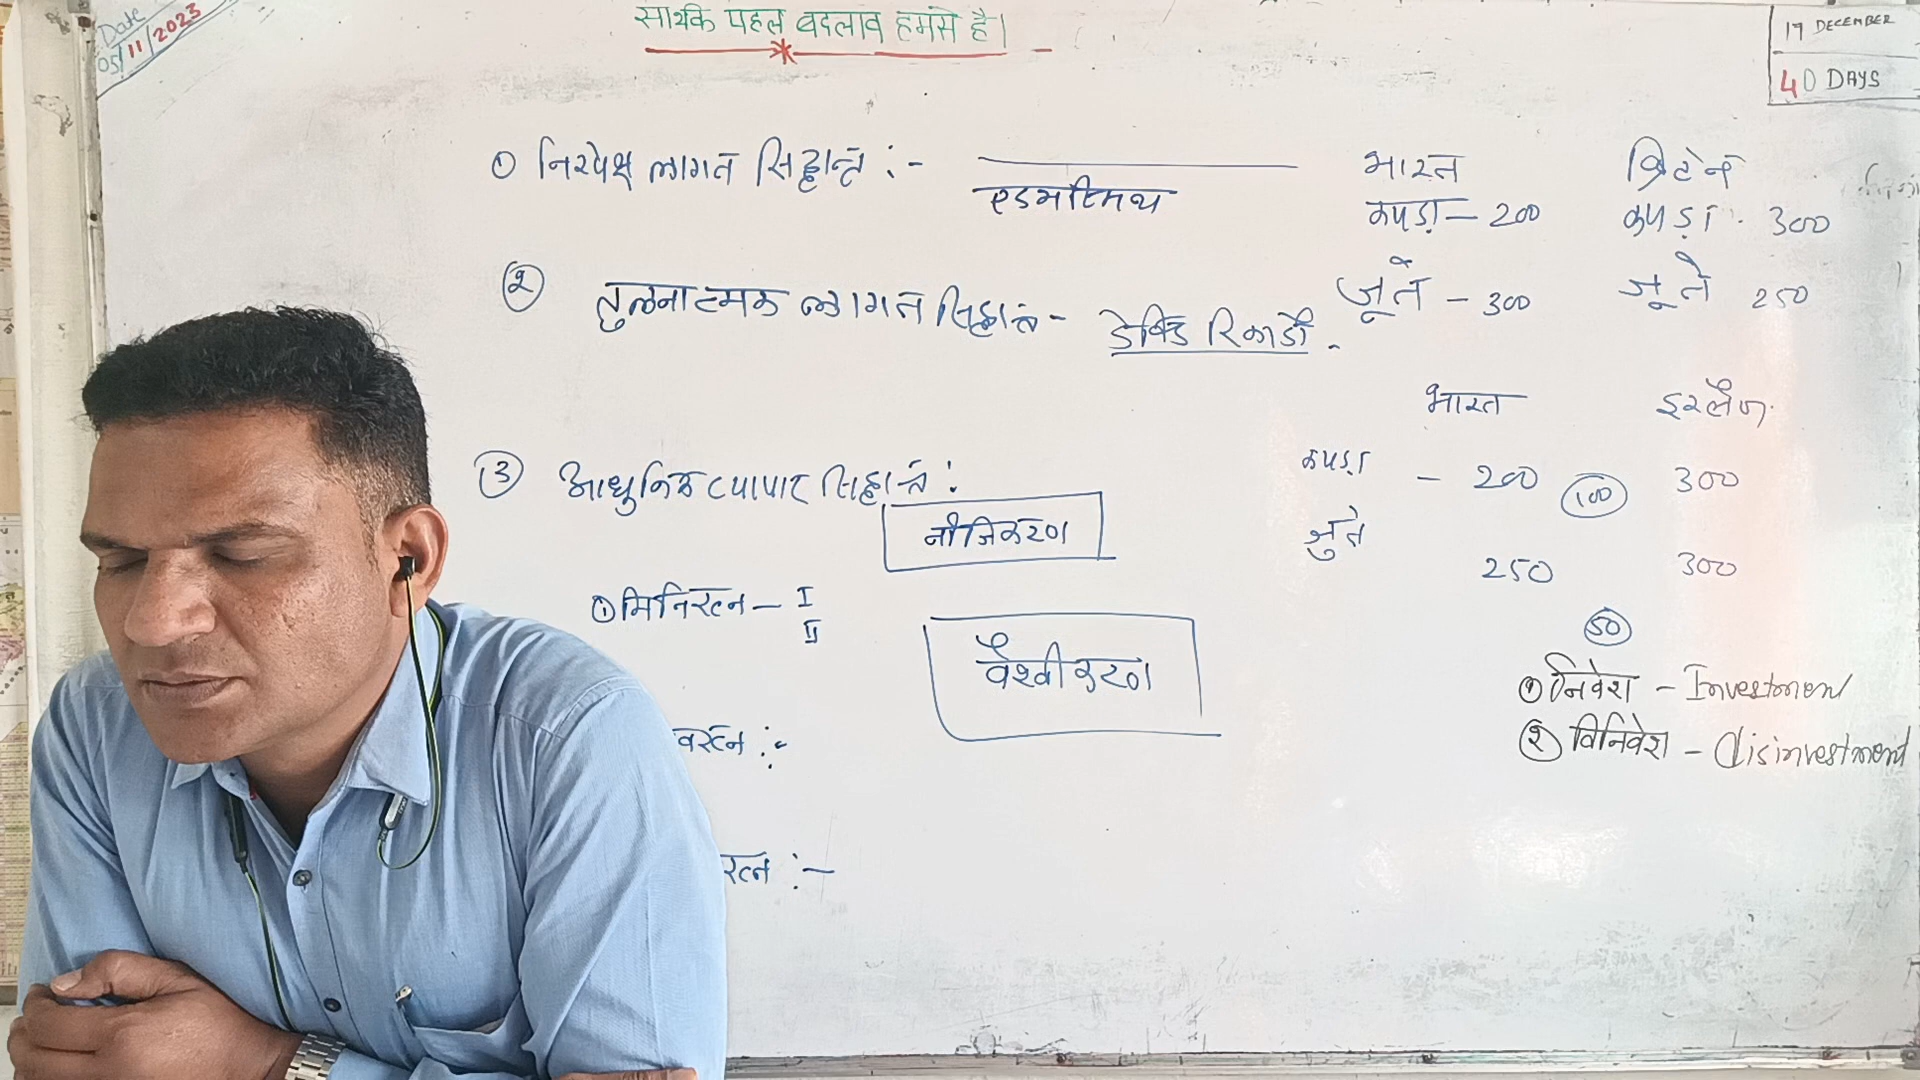 Date
05/11/2023
सार्थक पहल बदलाव हमसे है।
17 DECEMBER
40 DAYS
① निरपेक्ष लागत सिद्धान्त :-
एडमस्मिथ
भारत ब्रिटेन
कपड़ा - 200 कपड़ा - 300
जूते - 300 जूते 250
② तुलनात्मक लागत सिद्धांत - डेविड रिकार्डो -
भारत इंग्लैण्ड
कपड़ा - 200 100 300
जुते 250 300
50
③ आधुनिक व्यापार सिद्धान्त :
नीजिकरण
① मिनिरत्न - I
II
वैश्वीकरण
वरत्न :-
रत्न :-
① निवेश - Investment
② विनिवेश - disinvestment